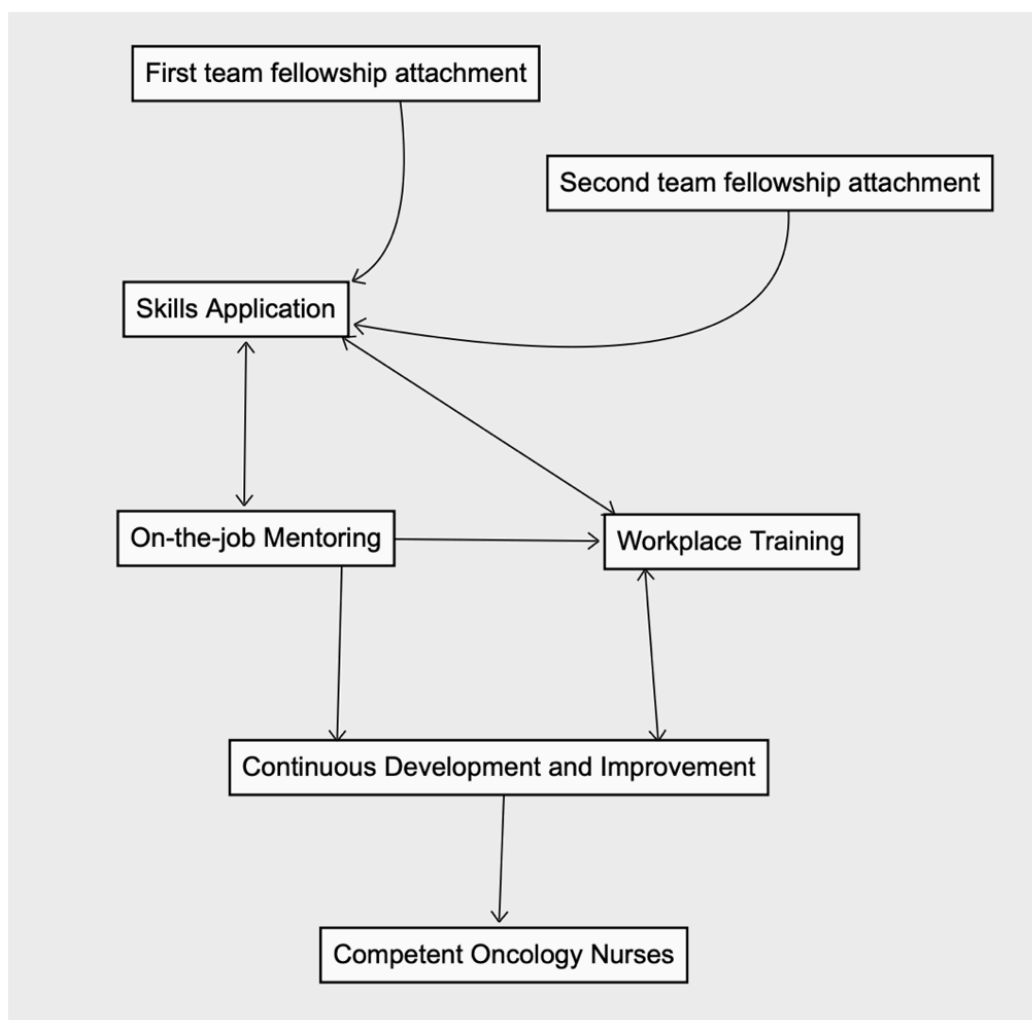 First team fellowship attachment
Second team fellowship attachment
Skills Application
On-the-job Mentoring
Workplace Training
Continuous Development and Improvement
Competent Oncology Nurses